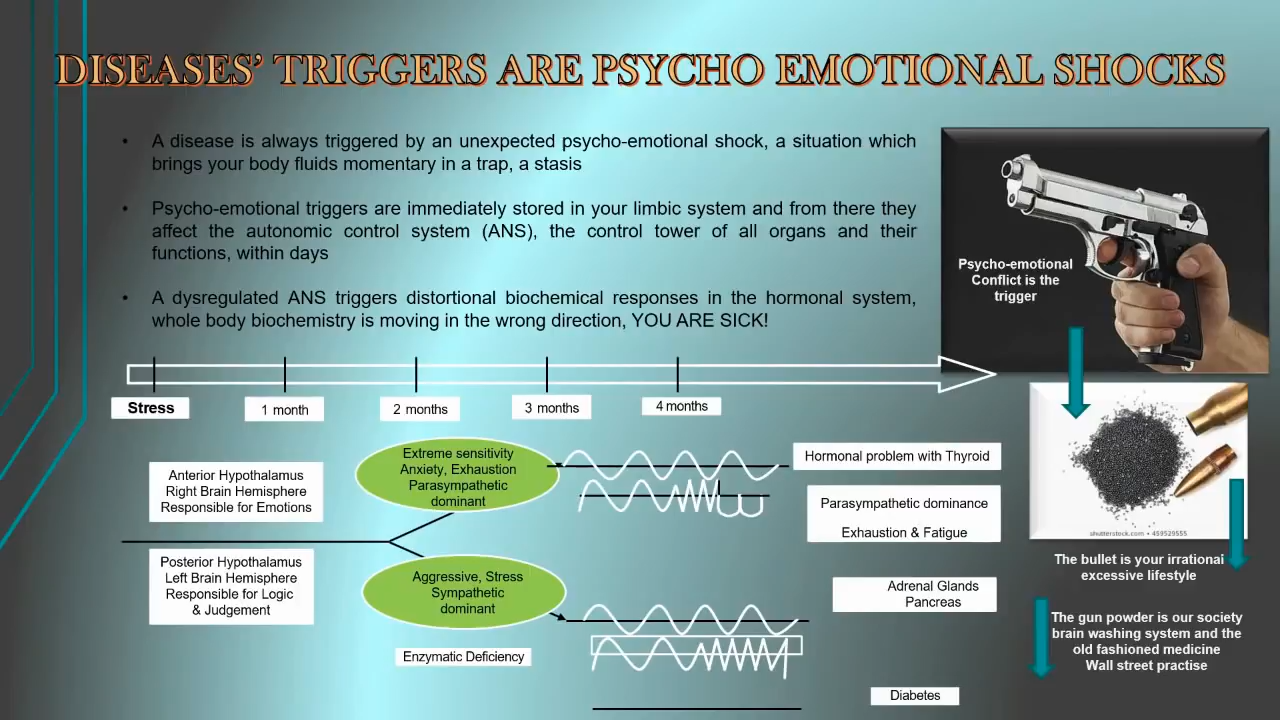 DISEASES' TRIGGERS ARE PSYCHO EMOTIONAL SHOCKS
• A disease is always triggered by an unexpected psycho-emotional shock, a situation which
brings your body fluids momentary in a trap, a stasis
• Psycho-emotional triggers are immediately stored in your limbic system and from there they
affect the autonomic control system (ANS), the control tower of all organs and their
functions, within days
• A dysregulated ANS triggers distortional biochemical responses in the hormonal system,
whole body biochemistry is moving in the wrong direction, YOU ARE SICK!
Psycho-emotional
Conflict is the
trigger
Stress
1 month
2 months
3 months
4 months
Anterior Hypothalamus
Right Brain Hemisphere
Responsible for Emotions
Posterior Hypothalamus
Left Brain Hemisphere
Responsible for Logic
& Judgement
Extreme sensitivity
Anxiety, Exhaustion
Parasympathetic
dominant
Aggressive, Stress
Sympathetic
dominant
Enzymatic Deficiency
Hormonal problem with Thyroid
Parasympathetic dominance
Exhaustion & Fatigue
Adrenal Glands
Pancreas
Diabetes
shutterstock.com • 459529555
The bullet is your irrational
excessive lifestyle
The gun powder is our society
brain washing system and the
old fashioned medicine
Wall street practise